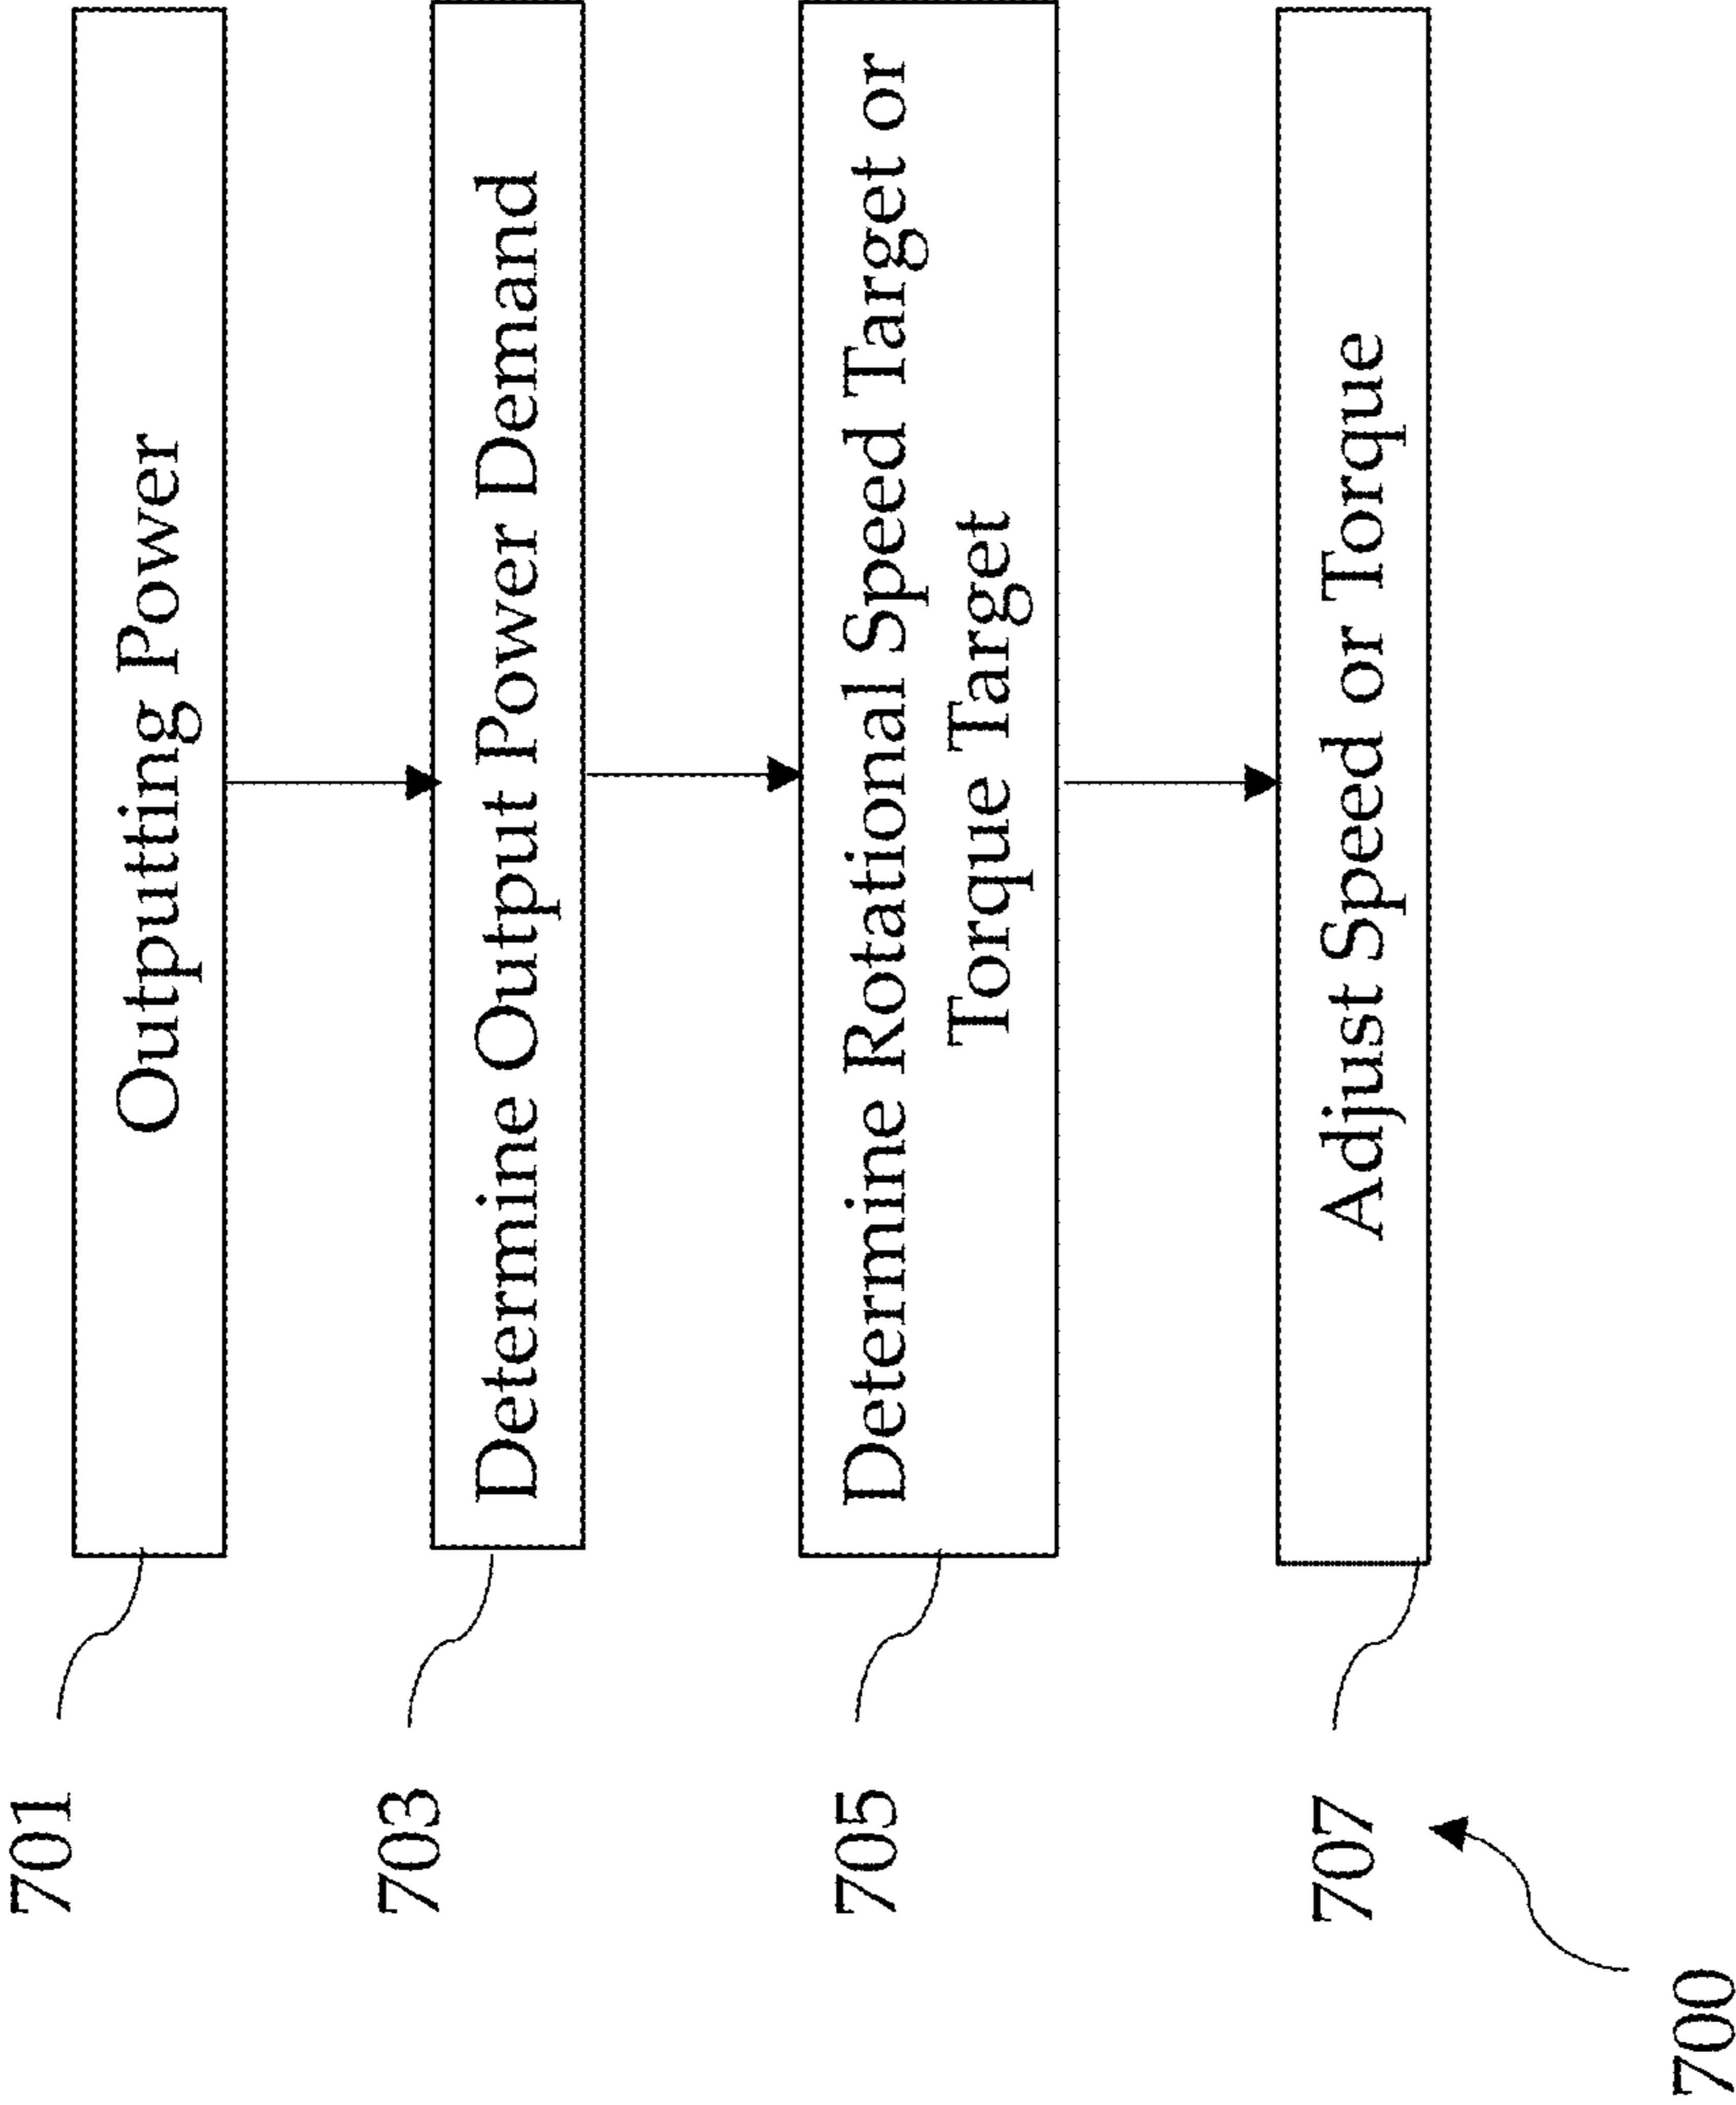 701
Outputting Power
703
Determine Output Power Demand
705
Determine Rotational Speed Target or
Torque Target
707
Adjust Speed or Torque
700